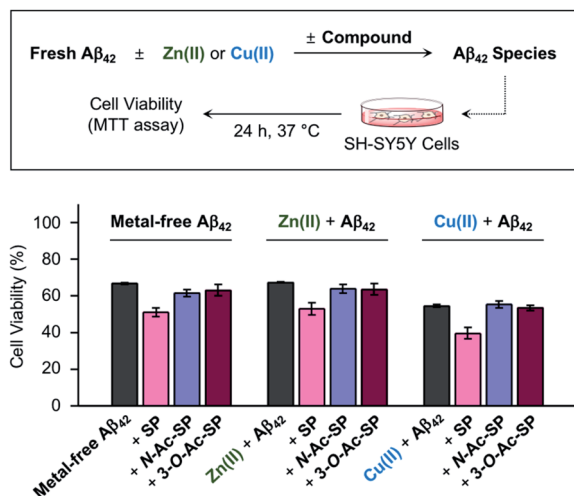 Fresh Aβ₄₂ ± Zn(II) or Cu(II) ± Compound Aβ₄₂ Species
Cell Viability
(MTT assay)
24 h, 37 °C
SH-SY5Y Cells
Metal-free Aβ₄₂ Zn(II) + Aβ₄₂ Cu(II) + Aβ₄₂
Cell Viability (%)
100
80
60
40
20
0
Metal-free Aβ₄₂
+ SP
+ N-Ac-SP
+ 3-O-Ac-SP
Zn(II) + Aβ₄₂
+ SP
+ N-Ac-SP
+ 3-O-Ac-SP
Cu(II) + Aβ₄₂
+ SP
+ N-Ac-SP
+ 3-O-Ac-SP